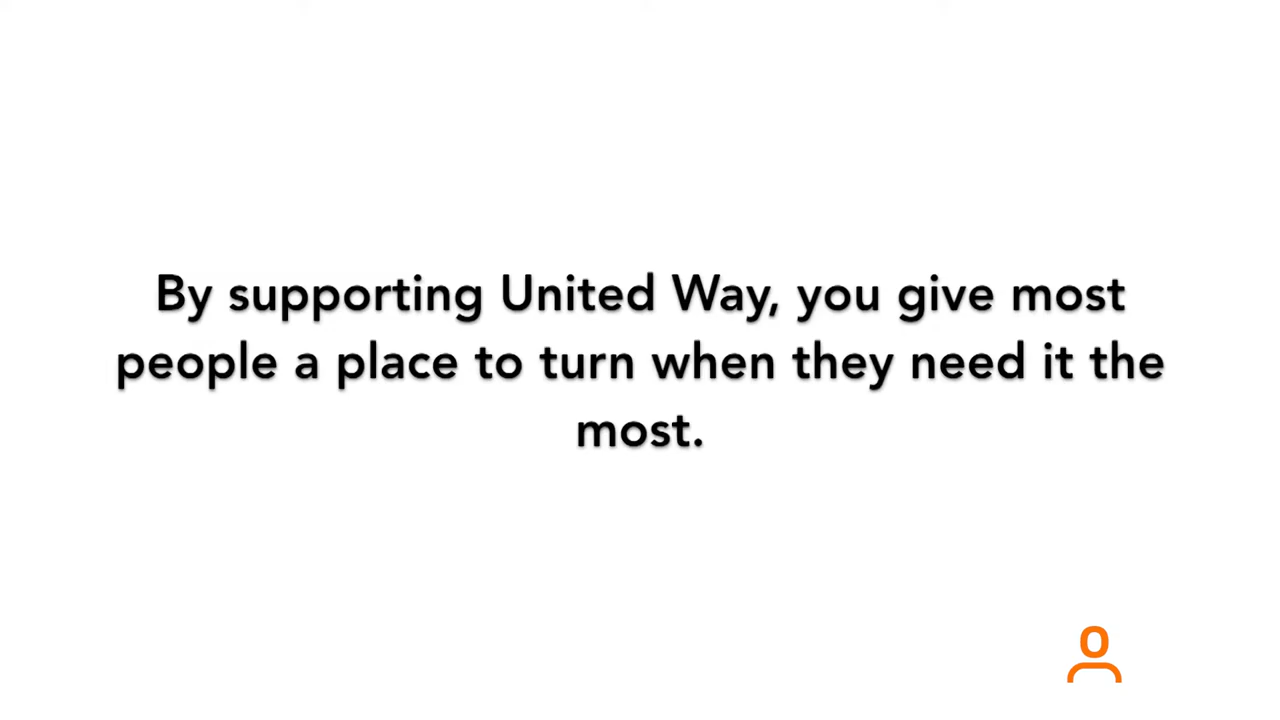 By supporting United Way, you give most
people a place to turn when they need it the
most.